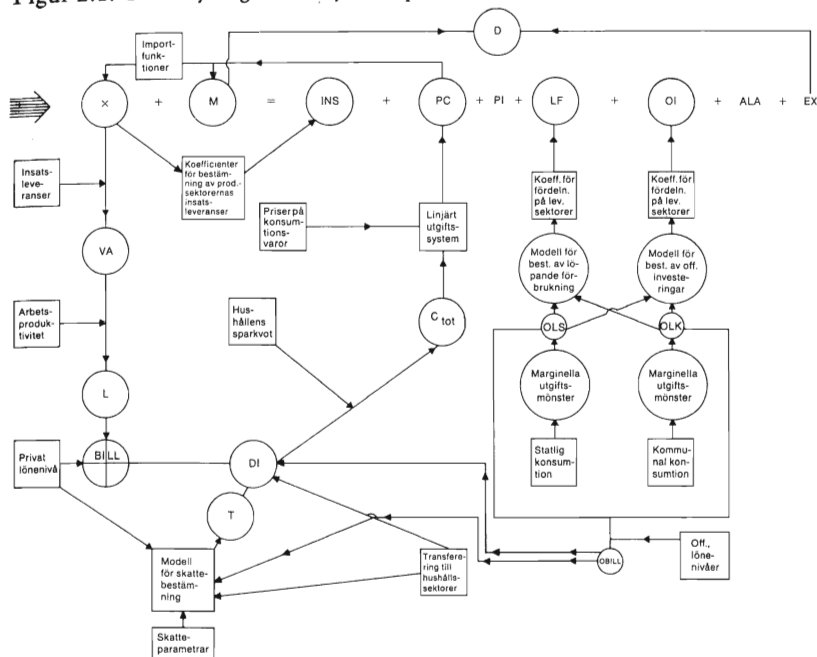 Import-
funk-
tioner
D
X + M = INS + PC + PI + LF + OI + ALA + EX
Insats-
leve-
ranser
Koefficienter
för bestäm-
ning av prod.-
sektorernas
insats-
leveranser
Priser på
konsum-
tions-
varor
Linjärt
utgifts-
system
Koeff. för
fördeln.
på lev.
sektorer
Koeff. för
fördeln.
på lev.
sektorer
VA
Modell för
best. av lö-
pande för-
brukning
Modell för
best. av off.
investe-
ringar
Arbets-
produk-
tivitet
Hus-
hållens
sparkvot
C tot
OLS
OLK
L
Marginella
utgifts-
mönster
Marginella
utgifts-
mönster
Privat
lönenivå
BILL
DI
Statlig
konsum-
tion
Kommu-
nal kon-
sumtion
T
Modell
för skatte-
bestäm-
ning
Transfere-
ring till
hushålls-
sektorer
OBILL
Off.,
löne-
nivåer
Skatte-
parametrar